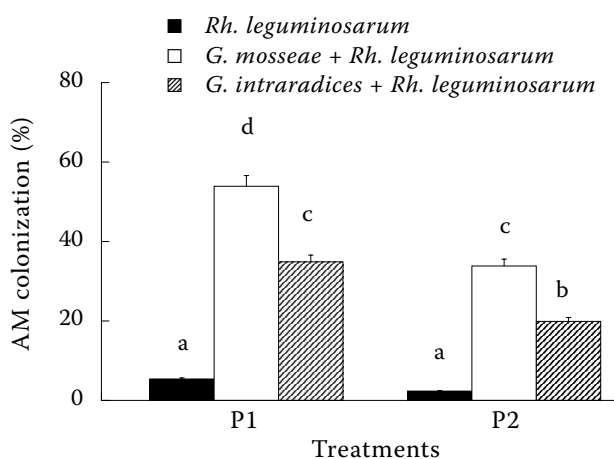 Rh. leguminosarum
G. mosseae + Rh. leguminosarum
G. intraradices + Rh. leguminosarum
AM colonization (%)
80
60
40
20
0
a
d
c
a
c
b
P1
P2
Treatments